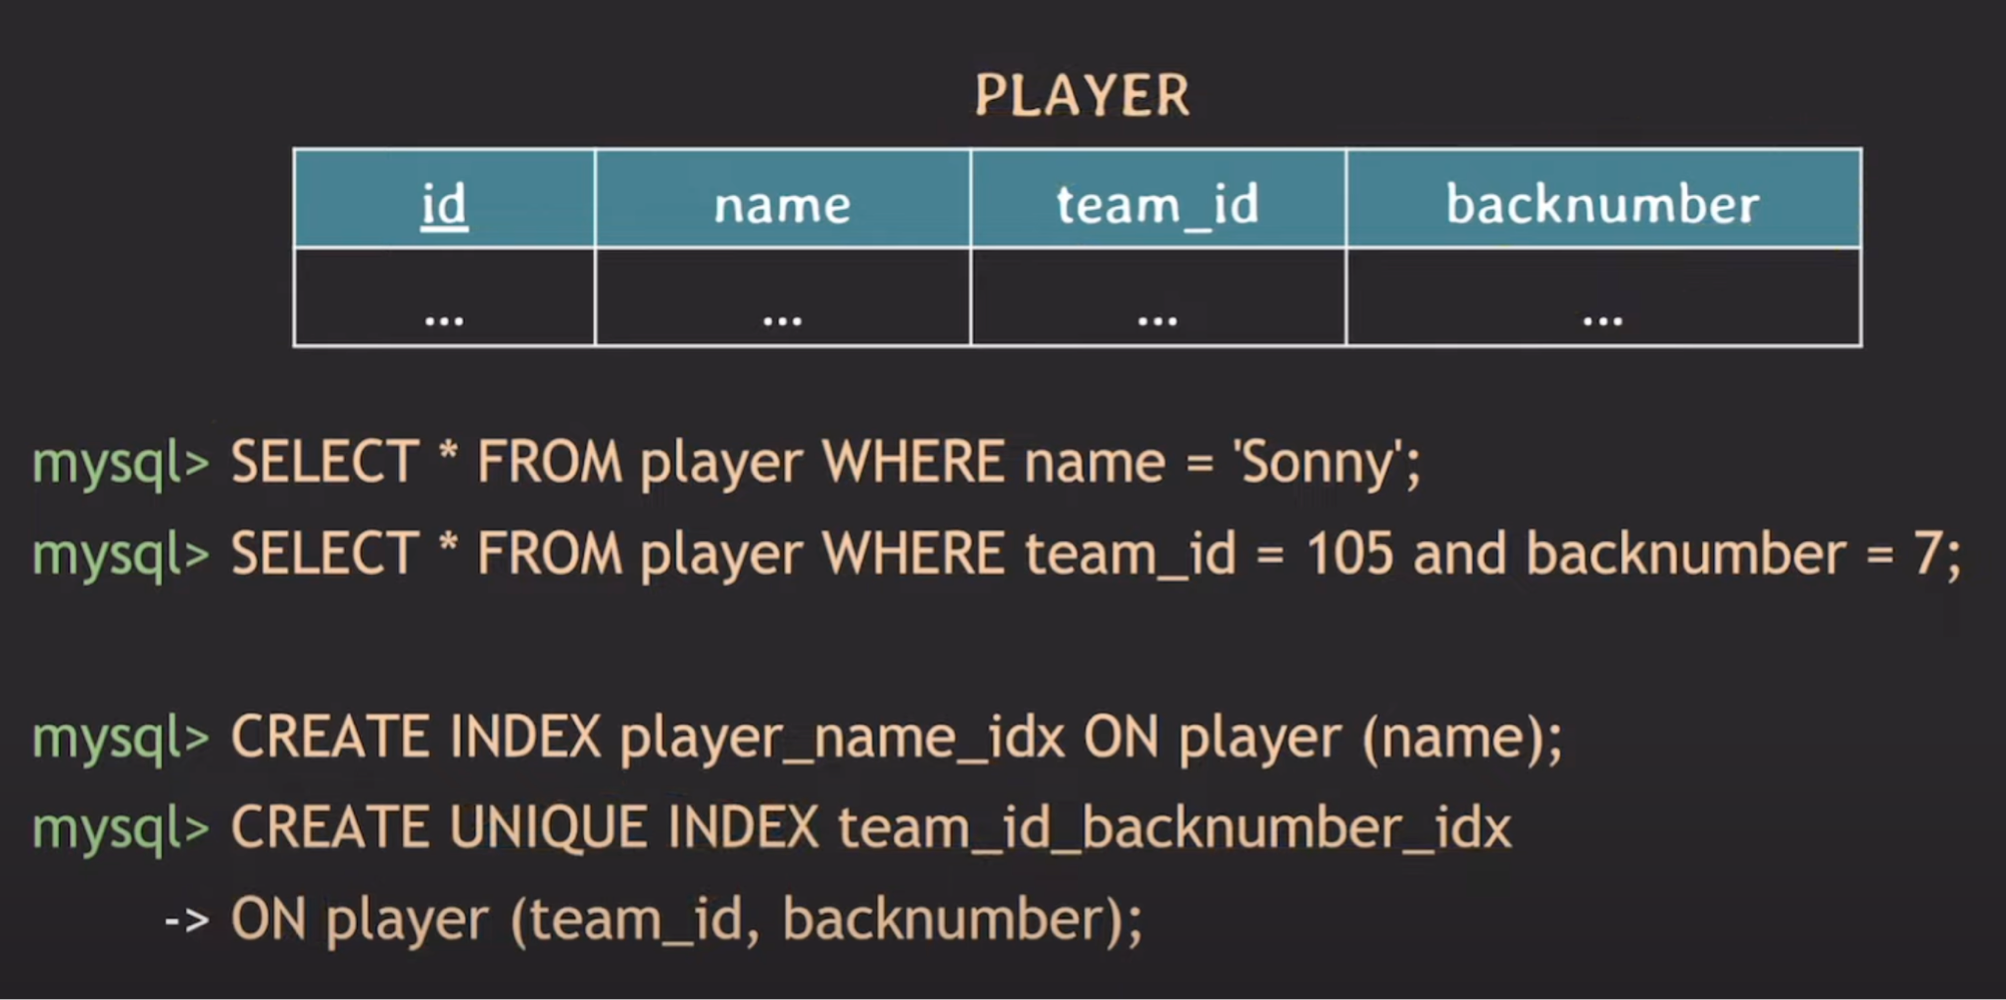 PLAYER
id name team_id backnumber
... ... ... ...
mysql> SELECT * FROM player WHERE name = 'Sonny';
mysql> SELECT * FROM player WHERE team_id = 105 and backnumber = 7;
mysql> CREATE INDEX player_name_idx ON player (name);
mysql> CREATE UNIQUE INDEX team_id_backnumber_idx
-> ON player (team_id, backnumber);